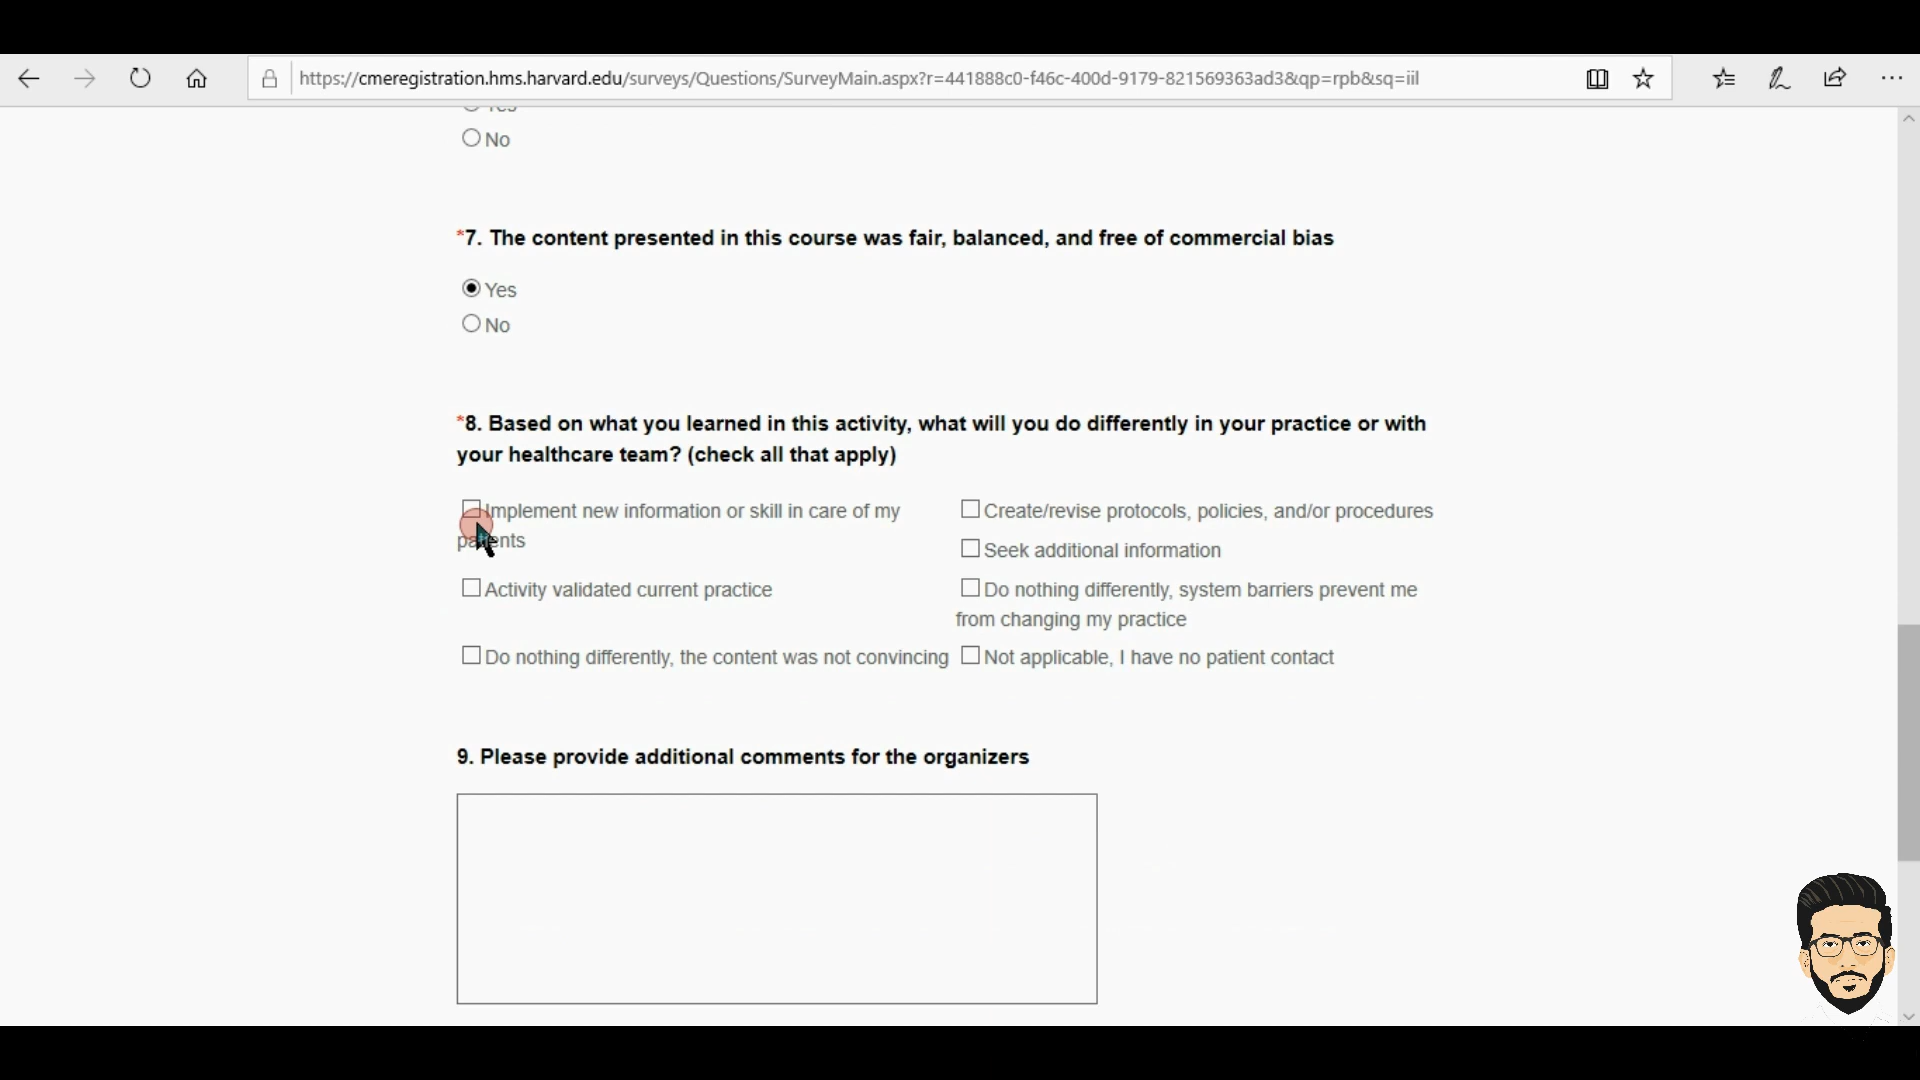 https://cmeregistration.hms.harvard.edu/surveys/Questions/SurveyMain.aspx?r=441888c0-f46c-400d-9179-821569363ad3&qp=rpb&sq=iil
Yes
No
*7. The content presented in this course was fair, balanced, and free of commercial bias
Yes
No
*8. Based on what you learned in this activity, what will you do differently in your practice or with
your healthcare team? (check all that apply)
Implement new information or skill in care of my
patients
Create/revise protocols, policies, and/or procedures
Seek additional information
Activity validated current practice
Do nothing differently, system barriers prevent me
from changing my practice
Do nothing differently, the content was not convincing
Not applicable, I have no patient contact
9. Please provide additional comments for the organizers